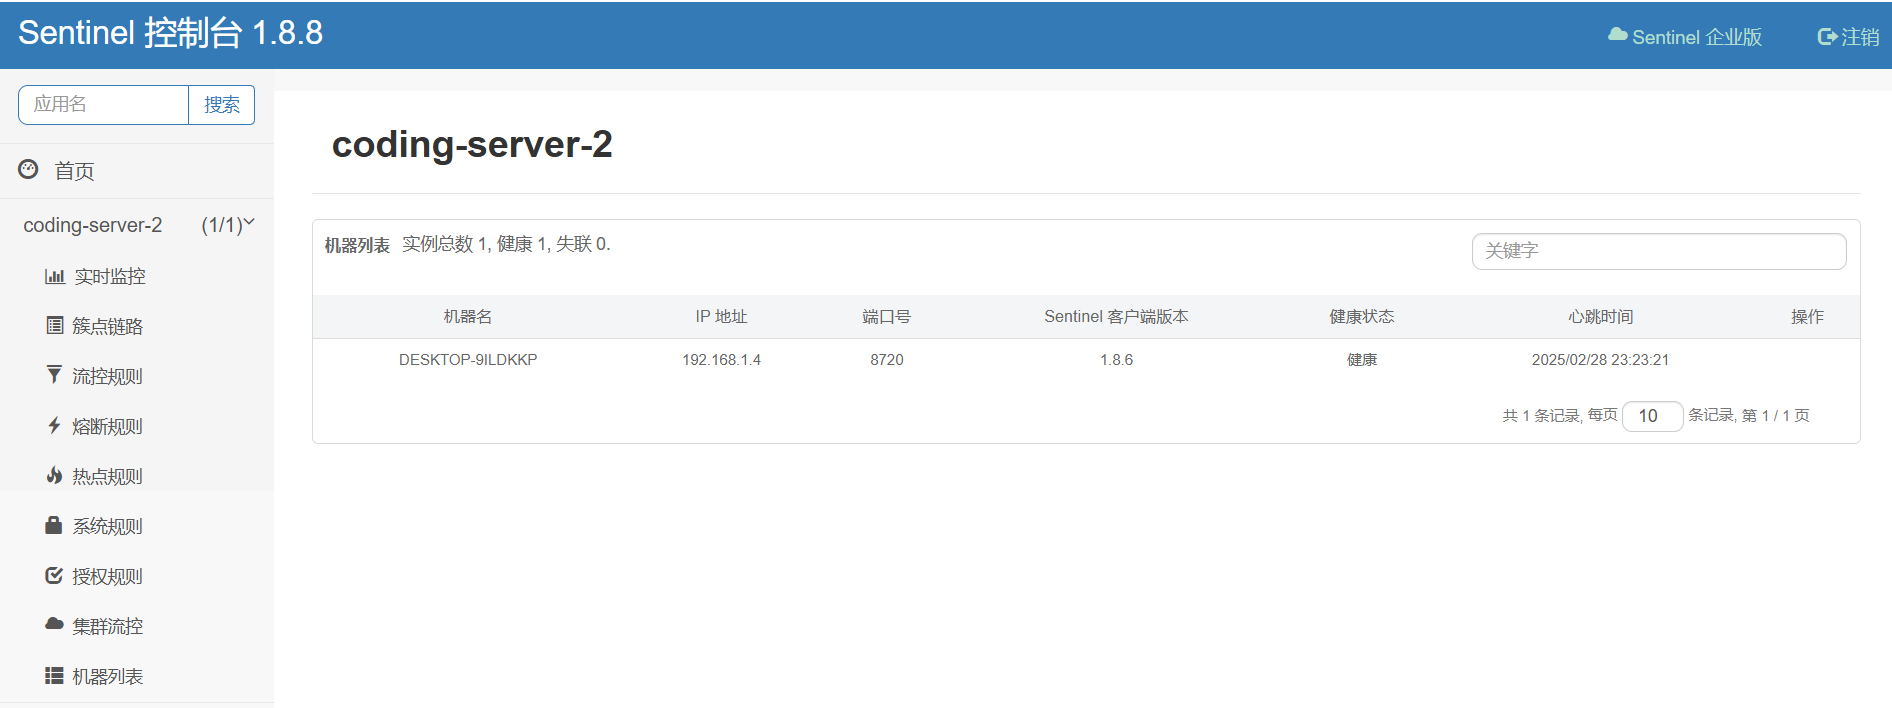 Sentinel 控制台 1.8.8
Sentinel 企业版
注销
应用名
搜索
首页
coding-server-2 (1/1)
实时监控
簇点链路
流控规则
熔断规则
热点规则
系统规则
授权规则
集群流控
机器列表
coding-server-2
机器列表 实例总数 1, 健康 1, 失联 0.
关键字
机器名 IP 地址 端口号 Sentinel 客户端版本 健康状态 心跳时间 操作
DESKTOP-9ILDKKP 192.168.1.4 8720 1.8.6 健康 2025/02/28 23:23:21
共 1 条记录, 每页 10 条记录, 第 1 / 1 页